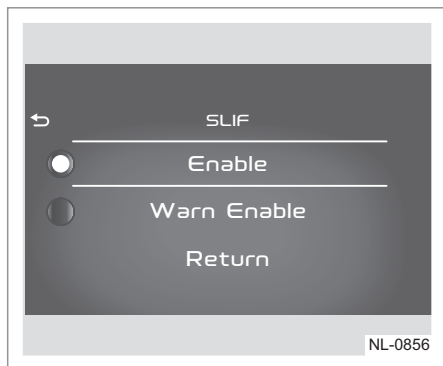 SLIF
Enable
Warn Enable
Return
NL-0856